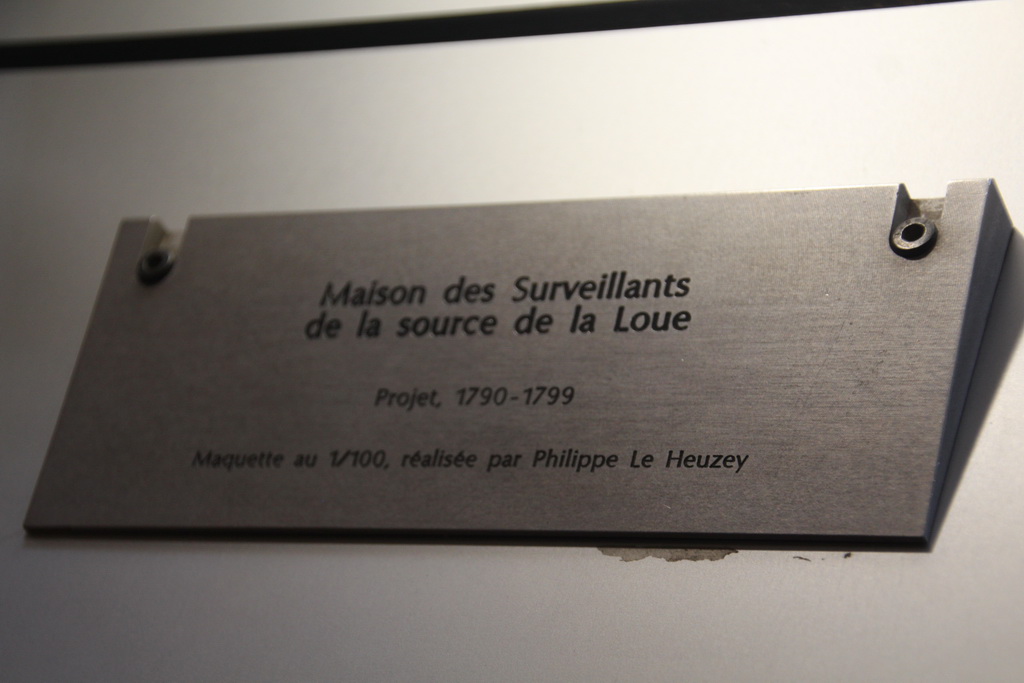 Maison des Surveillants
de la source de la Loue
Projet, 1790-1799
Maquette au 1/100, réalisée par Philippe Le Heuzey